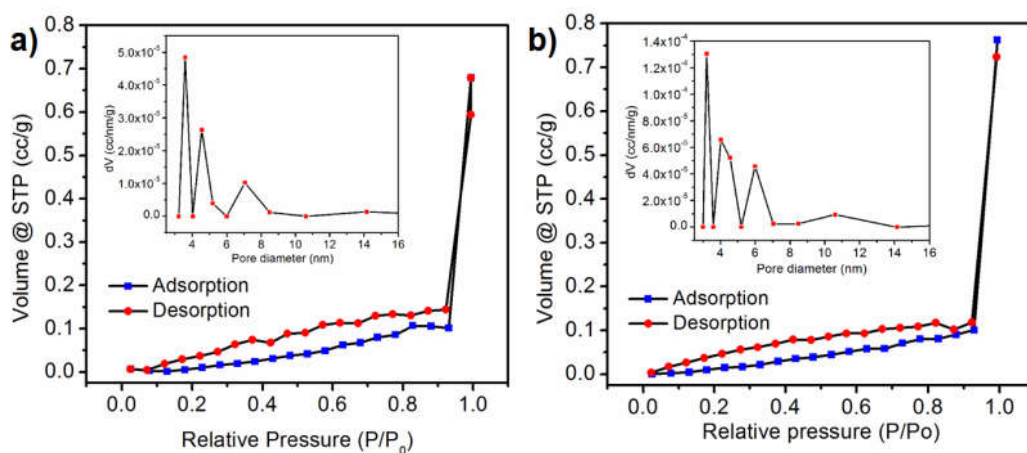 a)
0.8
0.7
0.6
0.5
0.4
0.3
0.2
0.1
0.0
Volume @ STP (cc/g)
5.0x10⁻⁵
4.0x10⁻⁵
3.0x10⁻⁵
2.0x10⁻⁵
1.0x10⁻⁵
0.0
dV (cc/nm/g)
4 6 8 10 12 14 16
Pore diameter (nm)
Adsorption
Desorption
0.0 0.2 0.4 0.6 0.8 1.0
Relative Pressure (P/P₀)
b)
0.8
0.7
0.6
0.5
0.4
0.3
0.2
0.1
0.0
Volume @ STP (cc/g)
1.4x10⁻⁴
1.2x10⁻⁴
1.0x10⁻⁴
8.0x10⁻⁵
6.0x10⁻⁵
4.0x10⁻⁵
2.0x10⁻⁵
0.0
dV (cc/nm/g)
4 6 8 10 12 14 16
Pore diameter (nm)
Adsorption
Desorption
0.0 0.2 0.4 0.6 0.8 1.0
Relative pressure (P/Po)